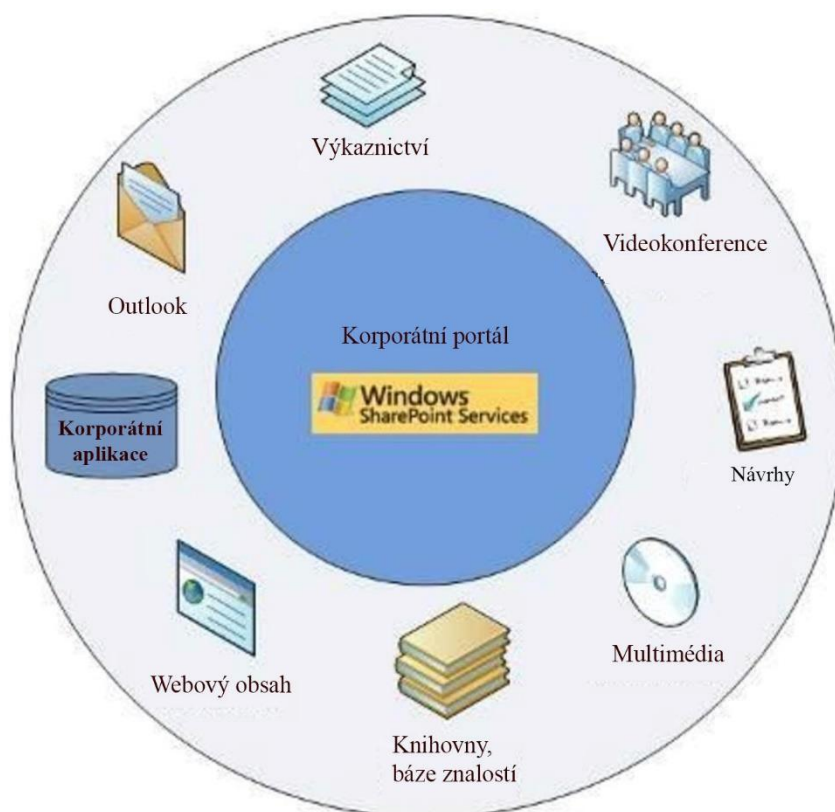 Výkaznictví
Videokonference
Outlook
Korporátní portál
Windows
SharePoint Services
Korporátní
aplikace
Návrhy
Multimédia
Webový obsah
Knihovny,
báze znalostí